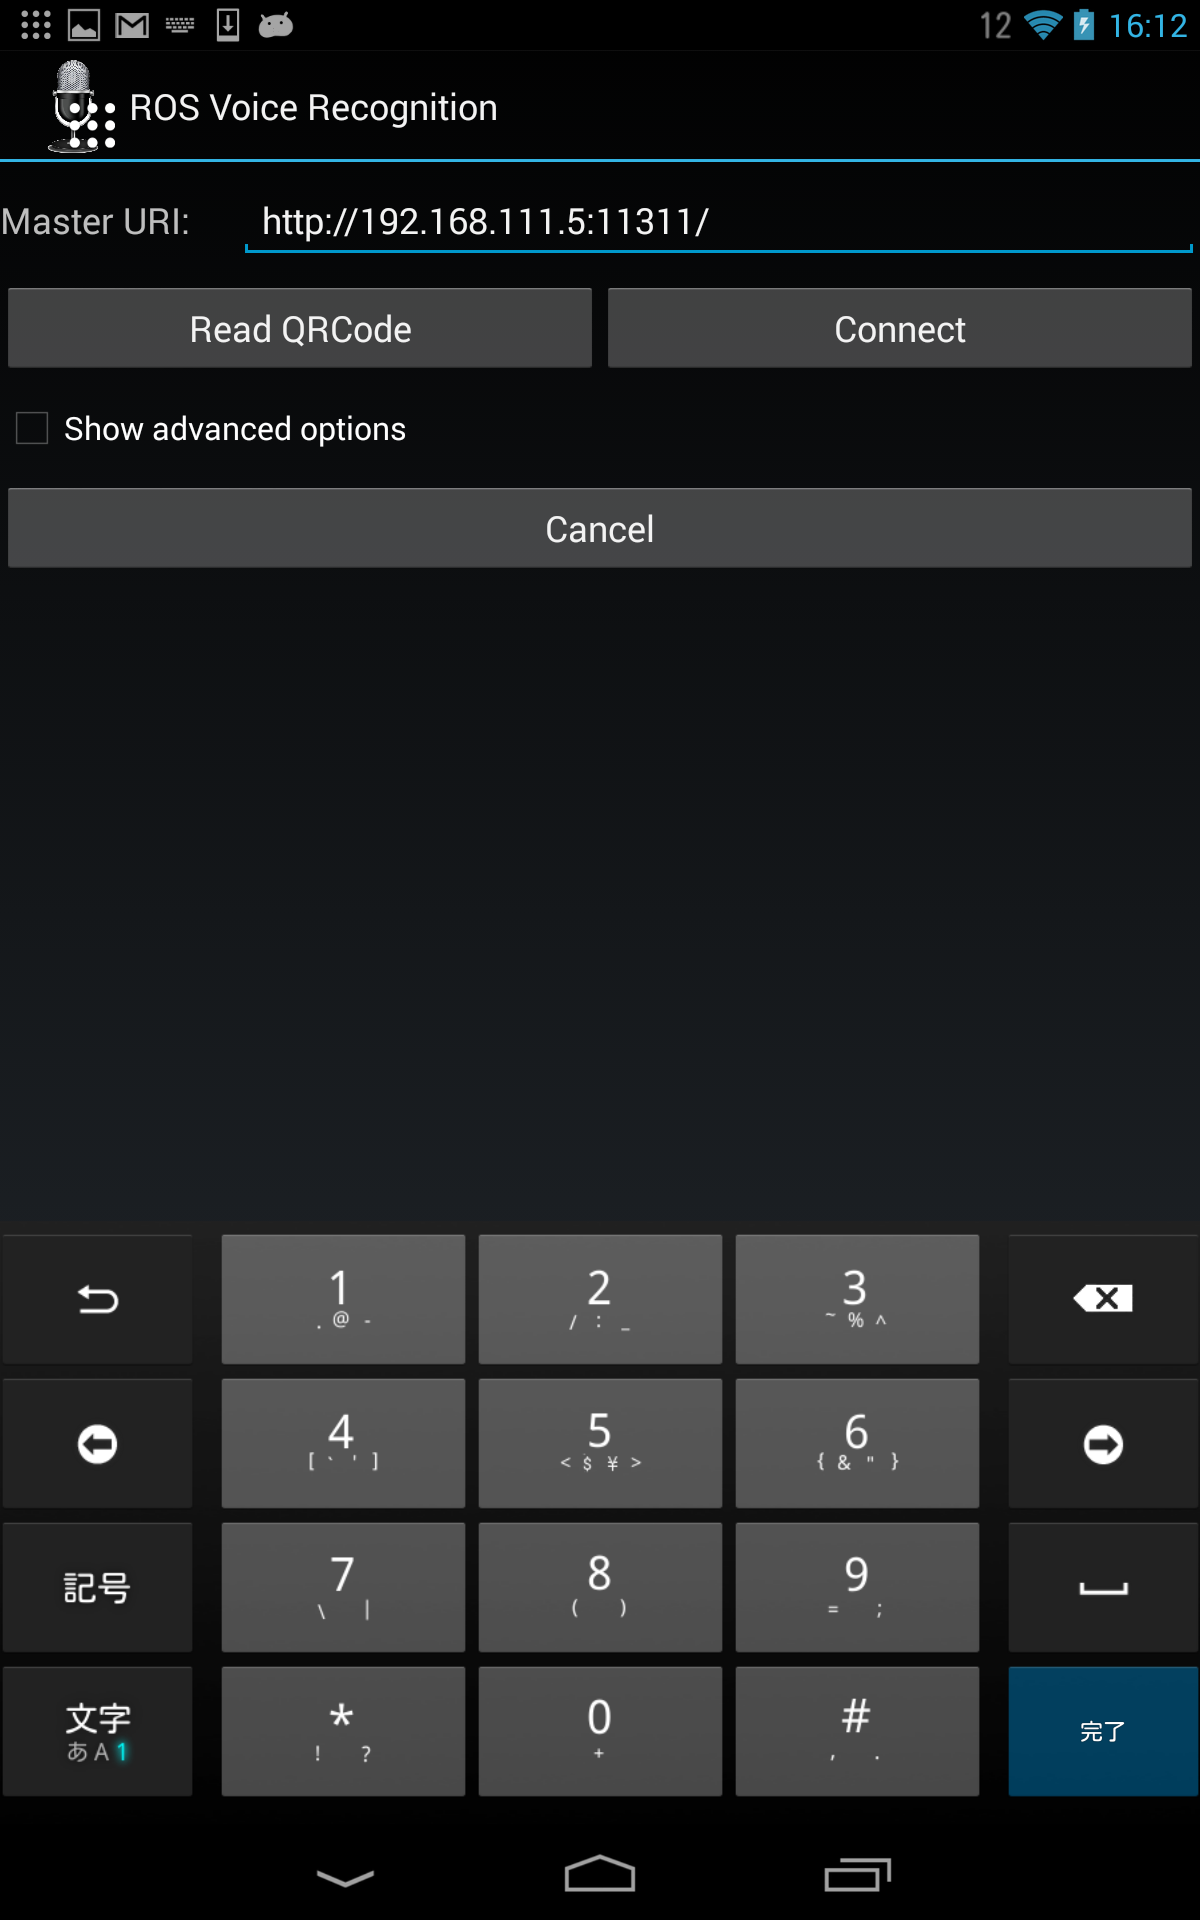 12 16:12
ROS Voice Recognition
Master URI: http://192.168.111.5:11311/
Read QRCode Connect
Show advanced options
Cancel
1 2 3
. @ - / : _ ~ % ^
4 5 6
[ ` ' ] < $ ¥ > { & " }
記号 7 8 9
\ | ( ) = ;
文字 * 0 # 完了
あ A 1 ! ? + , .